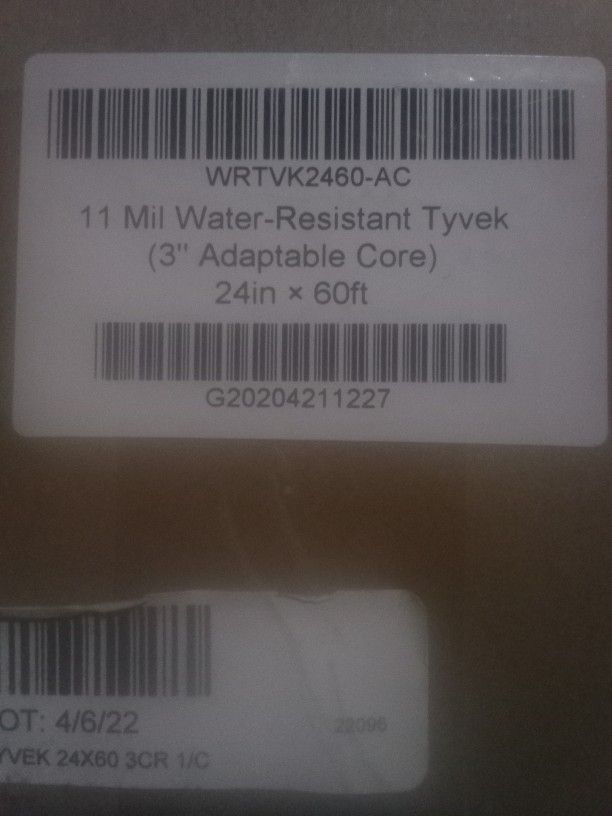 WRTVK2460-AC
11 Mil Water-Resistant Tyvek
(3" Adaptable Core)
24in × 60ft
G20204211227
OT: 4/6/22
22096
YVEK 24X60 3CR 1/C